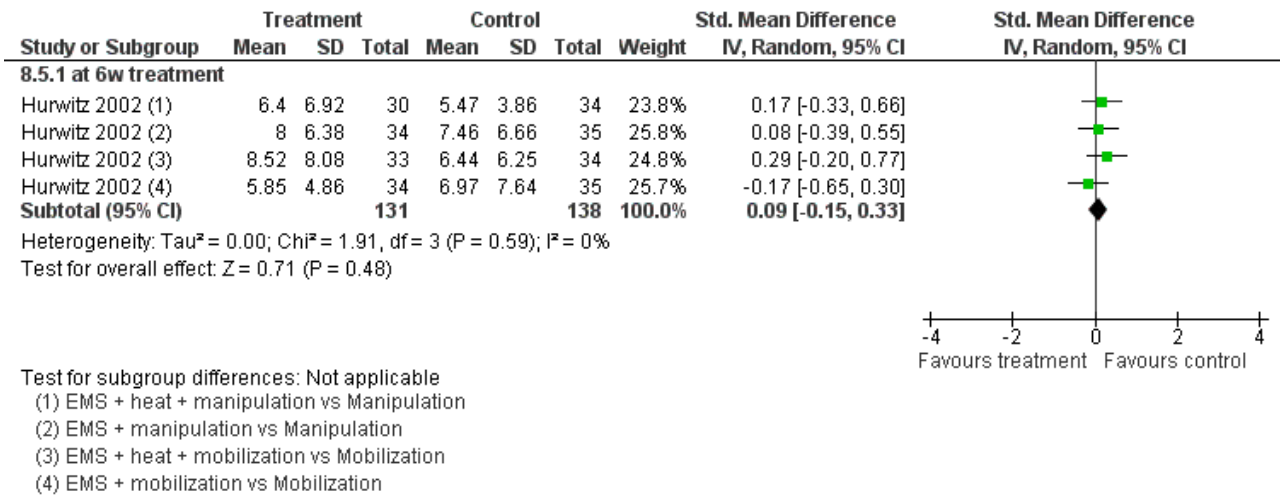 Treatment Control Std. Mean Difference Std. Mean Difference
Study or Subgroup Mean SD Total Mean SD Total Weight IV, Random, 95% CI IV, Random, 95% CI
8.5.1 at 6w treatment
Hurwitz 2002 (1) 6.4 6.92 30 5.47 3.86 34 23.8% 0.17 [-0.33, 0.66]
Hurwitz 2002 (2) 8 6.38 34 7.46 6.66 35 25.8% 0.08 [-0.39, 0.55]
Hurwitz 2002 (3) 8.52 8.08 33 6.44 6.25 34 24.8% 0.29 [-0.20, 0.77]
Hurwitz 2002 (4) 5.85 4.86 34 6.97 7.64 35 25.7% -0.17 [-0.65, 0.30]
Subtotal (95% CI) 131 138 100.0% 0.09 [-0.15, 0.33]
Heterogeneity: Tau² = 0.00; Chi² = 1.91, df = 3 (P = 0.59); I² = 0%
Test for overall effect: Z = 0.71 (P = 0.48)
-4 -2 0 2 4
Favours treatment Favours control
Test for subgroup differences: Not applicable
(1) EMS + heat + manipulation vs Manipulation
(2) EMS + manipulation vs Manipulation
(3) EMS + heat + mobilization vs Mobilization
(4) EMS + mobilization vs Mobilization